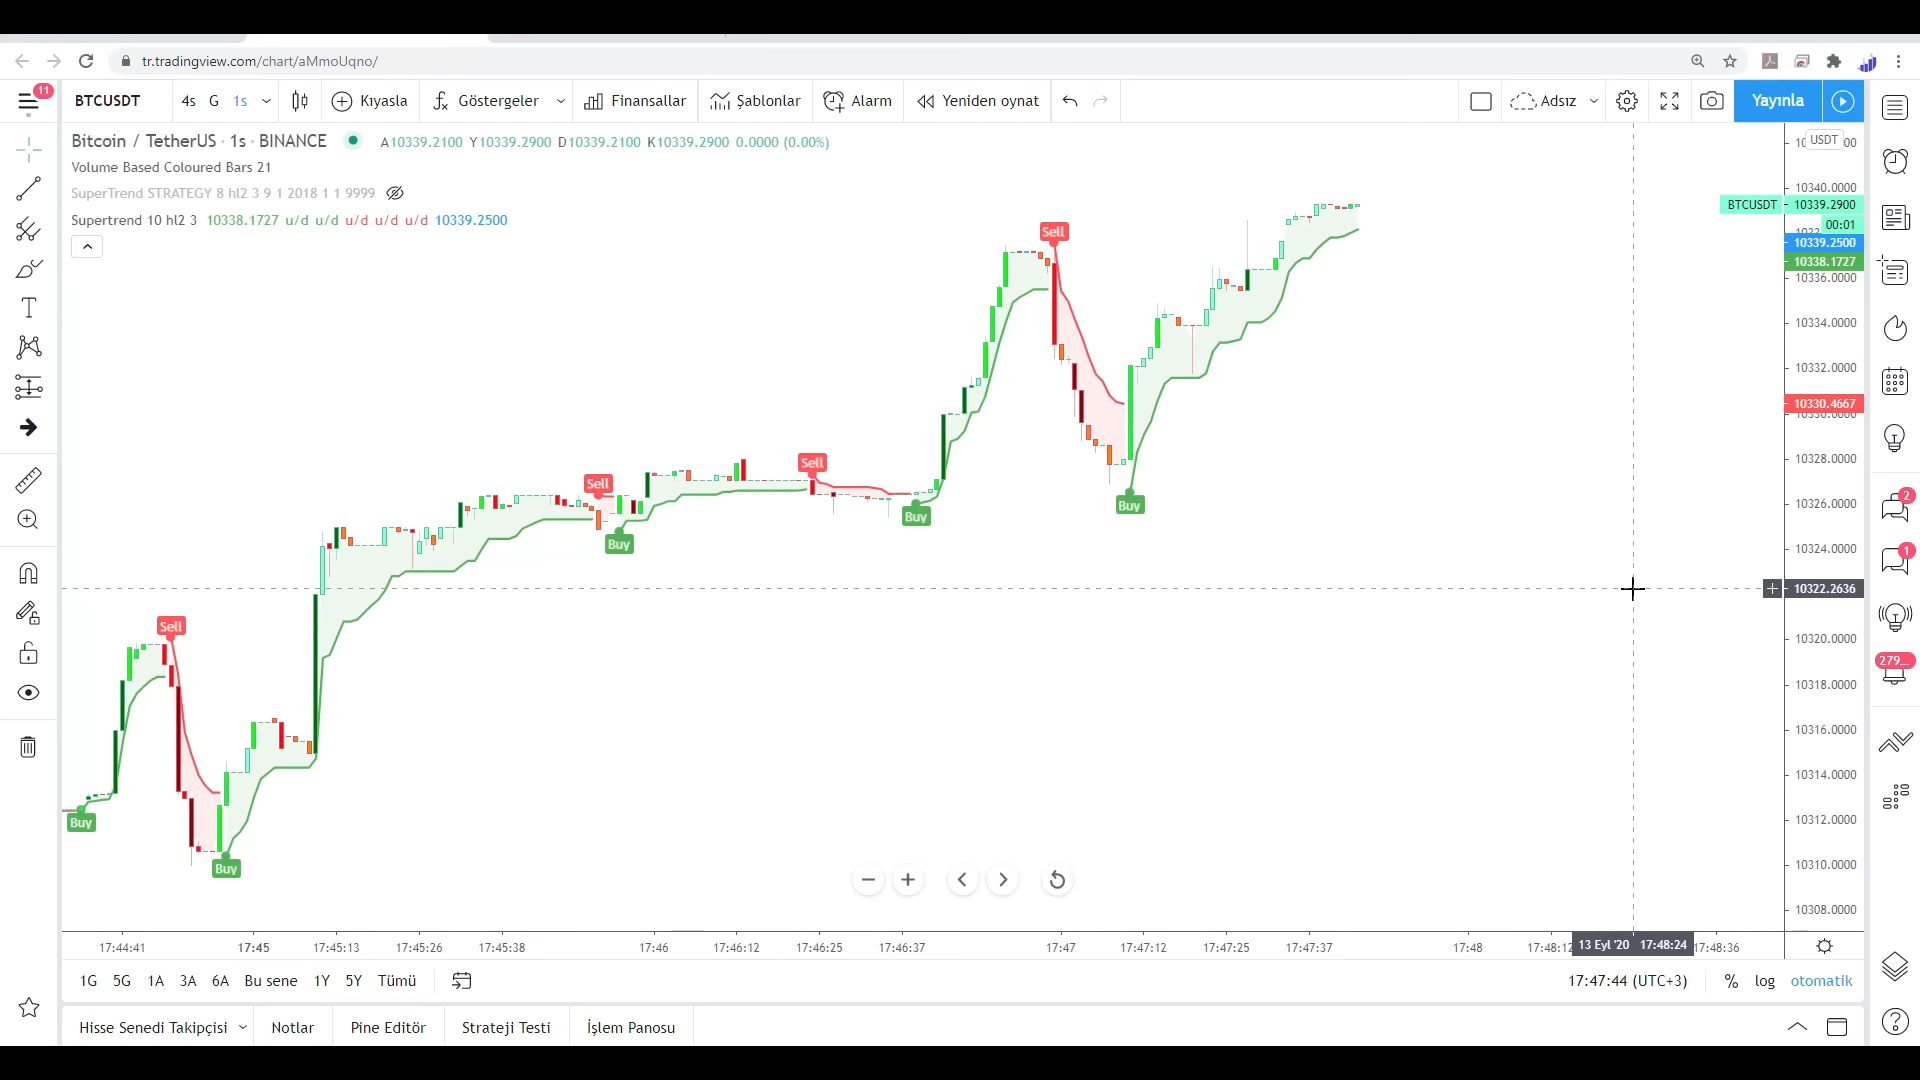 tr.tradingview.com/chart/aMmoUqno/
11
BTCUSDT 4s G 1s Kıyasla Göstergeler Finansallar Şablonlar Alarm Yeniden oynat Adsız Yayınla
Bitcoin / TetherUS · 1s · BINANCE A10339.2100 Y10339.2900 D10339.2100 K10339.2900 0.0000 (0.00%)
USDT
Volume Based Coloured Bars 21
SuperTrend STRATEGY 8 hl2 3 9 1 2018 1 1 9999
Supertrend 10 hl2 3 10338.1727 u/d u/d u/d u/d u/d 10339.2500
10340.0000
BTCUSDT 10339.2900
00:01
10339.2500
10338.1727
10336.0000
10334.0000
10332.0000
10330.4667
10330.0000
10328.0000
10326.0000
10324.0000
10322.2636
10320.0000
10318.0000
10316.0000
10314.0000
10312.0000
10310.0000
10308.0000
Sell
Sell
Sell
Sell
Buy
Buy
Buy
Buy
Buy
2
1
279...
17:44:41 17:45 17:45:13 17:45:26 17:45:38 17:46 17:46:12 17:46:25 17:46:37 17:47 17:47:12 17:47:25 17:47:37 17:48 17:48:12 13 Eyl '20 17:48:24 17:48:36
1G 5G 1A 3A 6A Bu sene 1Y 5Y Tümü 17:47:44 (UTC+3) % log otomatik
Hisse Senedi Takipçisi Notlar Pine Editör Strateji Testi İşlem Panosu